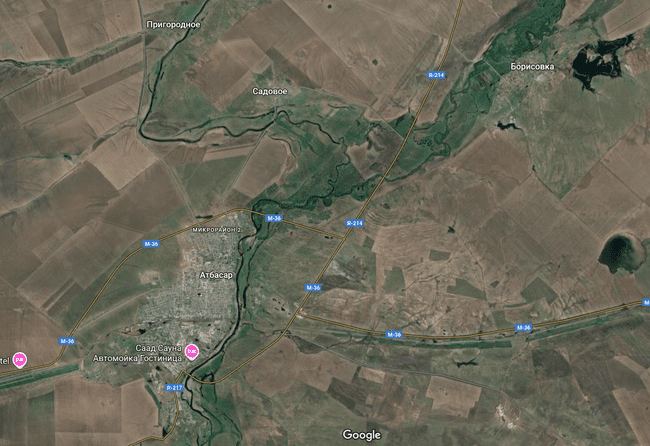 Пригородное
Борисовка
Я-214
Садовое
М-36
Я-214
МИКРОРАЙОН 2
М-36
Атбасар
М-36
М-36
М-36
М-36
Саад Сауна
Автомойка Гостиница
tel
Р-217
Google